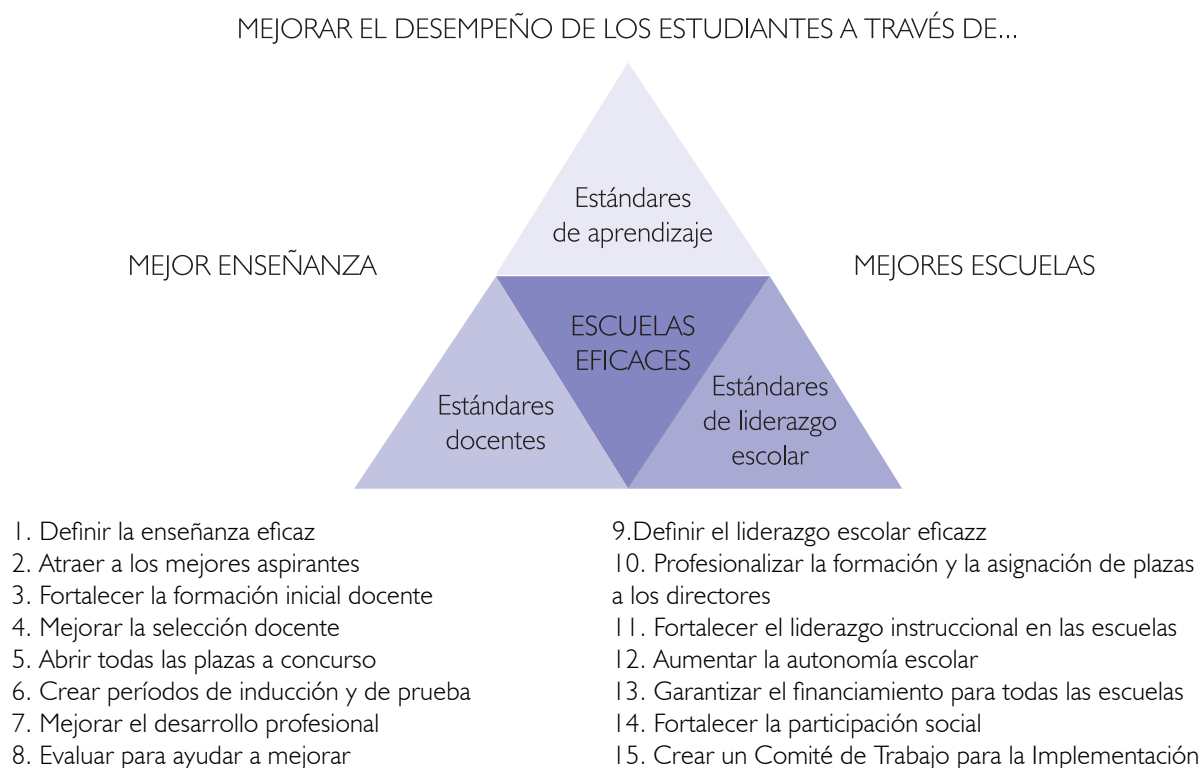 MEJORAR EL DESEMPEÑO DE LOS ESTUDIANTES A TRAVÉS DE...
Estándares
de aprendizaje
MEJOR ENSEÑANZA
MEJORES ESCUELAS
ESCUELAS
EFICACES
Estándares
docentes
Estándares
de liderazgo
escolar
1. Definir la enseñanza eficaz
2. Atraer a los mejores aspirantes
3. Fortalecer la formación inicial docente
4. Mejorar la selección docente
5. Abrir todas las plazas a concurso
6. Crear períodos de inducción y de prueba
7. Mejorar el desarrollo profesional
8. Evaluar para ayudar a mejorar
9.Definir el liderazgo escolar eficazz
10. Profesionalizar la formación y la asignación de plazas
a los directores
11. Fortalecer el liderazgo instruccional en las escuelas
12. Aumentar la autonomía escolar
13. Garantizar el financiamiento para todas las escuelas
14. Fortalecer la participación social
15. Crear un Comité de Trabajo para la Implementación